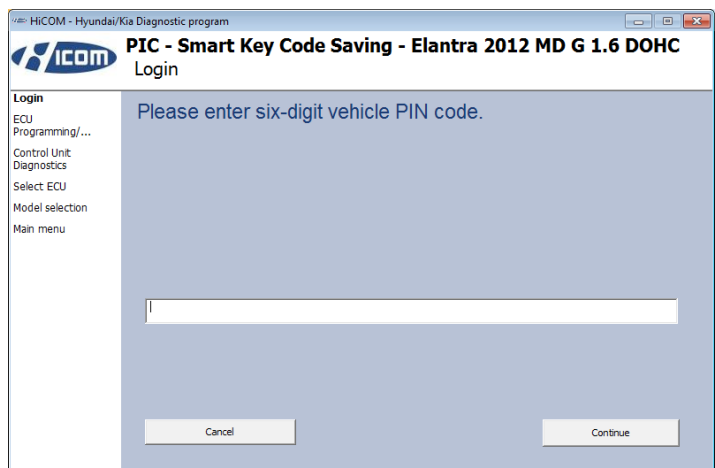 HiCOM - Hyundai/Kia Diagnostic program
HICOM
PIC - Smart Key Code Saving - Elantra 2012 MD G 1.6 DOHC
Login
Login
ECU
Programming/...
Control Unit
Diagnostics
Select ECU
Model selection
Main menu
Please enter six-digit vehicle PIN code.
Cancel
Continue